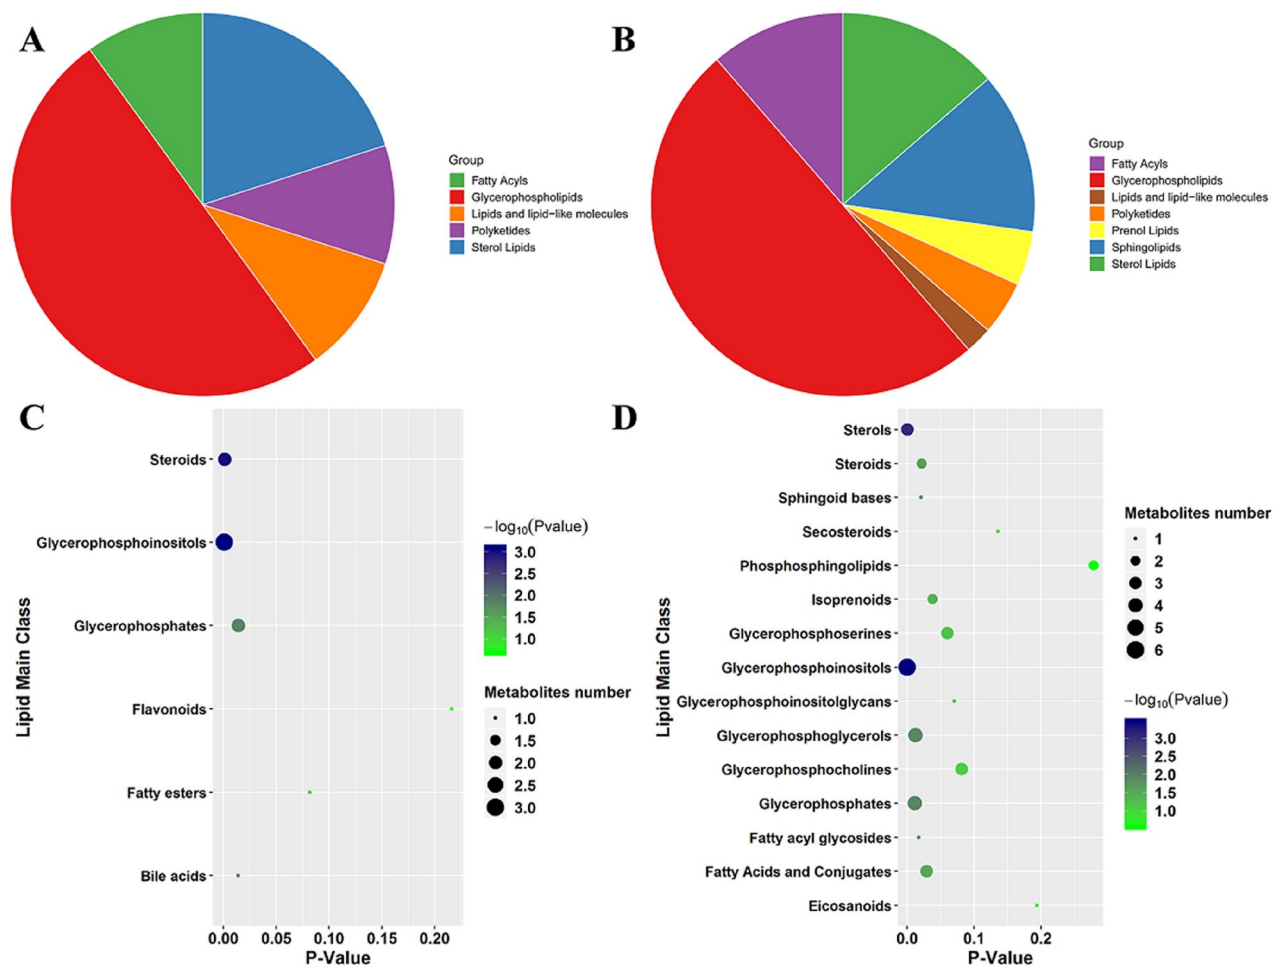 A
Group
Fatty Acyls
Glycerophospholipids
Lipids and lipid−like molecules
Polyketides
Sterol Lipids
B
Group
Fatty Acyls
Glycerophospholipids
Lipids and lipid−like molecules
Polyketides
Prenol Lipids
Sphingolipids
Sterol Lipids
C
Lipid Main Class
Steroids
Glycerophosphoinositols
Glycerophosphates
Flavonoids
Fatty esters
Bile acids
0.00 0.05 0.10 0.15 0.20
P-Value
−log10(Pvalue)
3.0
2.5
2.0
1.5
1.0
Metabolites number
1.0
1.5
2.0
2.5
3.0
D
Lipid Main Class
Sterols
Steroids
Sphingoid bases
Secosteroids
Phosphosphingolipids
Isoprenoids
Glycerophosphoserines
Glycerophosphoinositols
Glycerophosphoinositolglycans
Glycerophosphoglycerols
Glycerophosphocholines
Glycerophosphates
Fatty acyl glycosides
Fatty Acids and Conjugates
Eicosanoids
0.0 0.1 0.2
P-Value
Metabolites number
1
2
3
4
5
6
−log10(Pvalue)
3.0
2.5
2.0
1.5
1.0